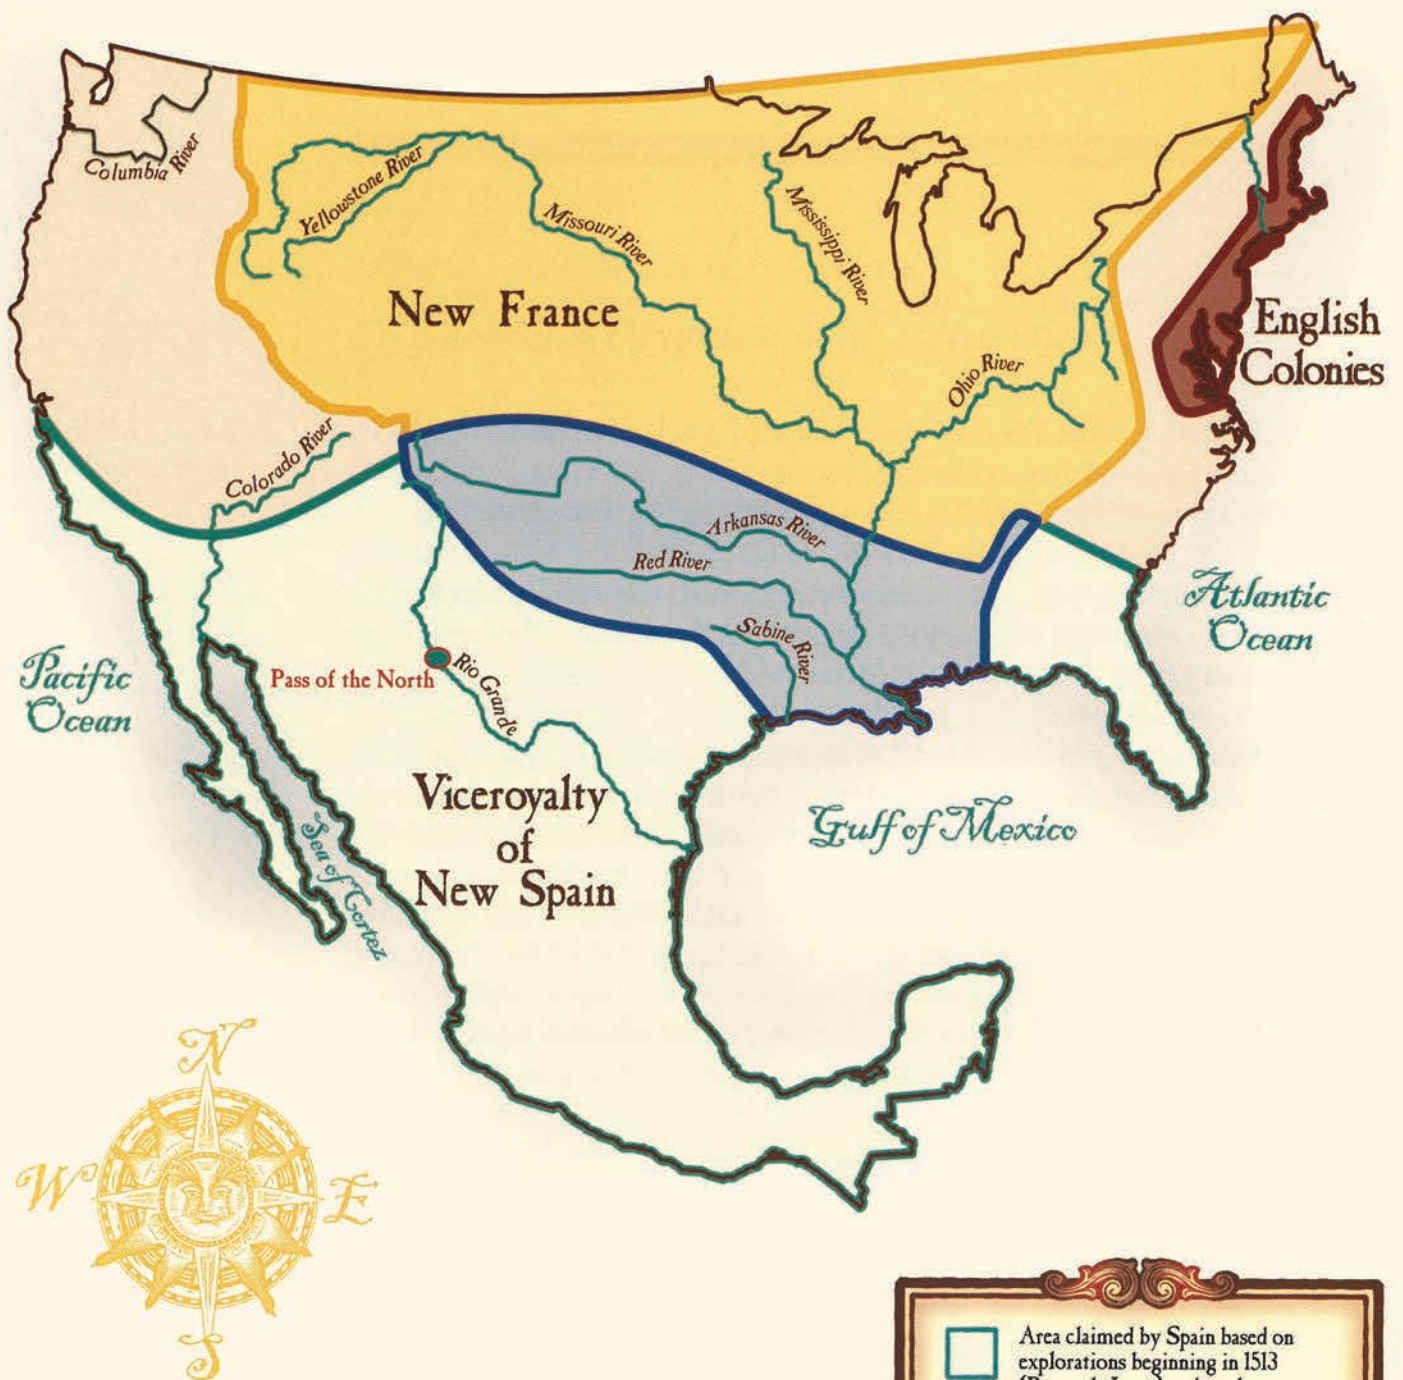 Columbia River
Yellowstone River
Missouri River
Mississippi River
New France
Ohio River
English
Colonies
Colorado River
Arkansas River
Red River
Sabine River
Atlantic
Ocean
Pacific
Ocean
Pass of the North
Rio Grande
Viceroyalty
of
New Spain
Gulf of Mexico
Sea of Cortez
N
W
E
S
Area claimed by Spain based on
explorations beginning in 1513